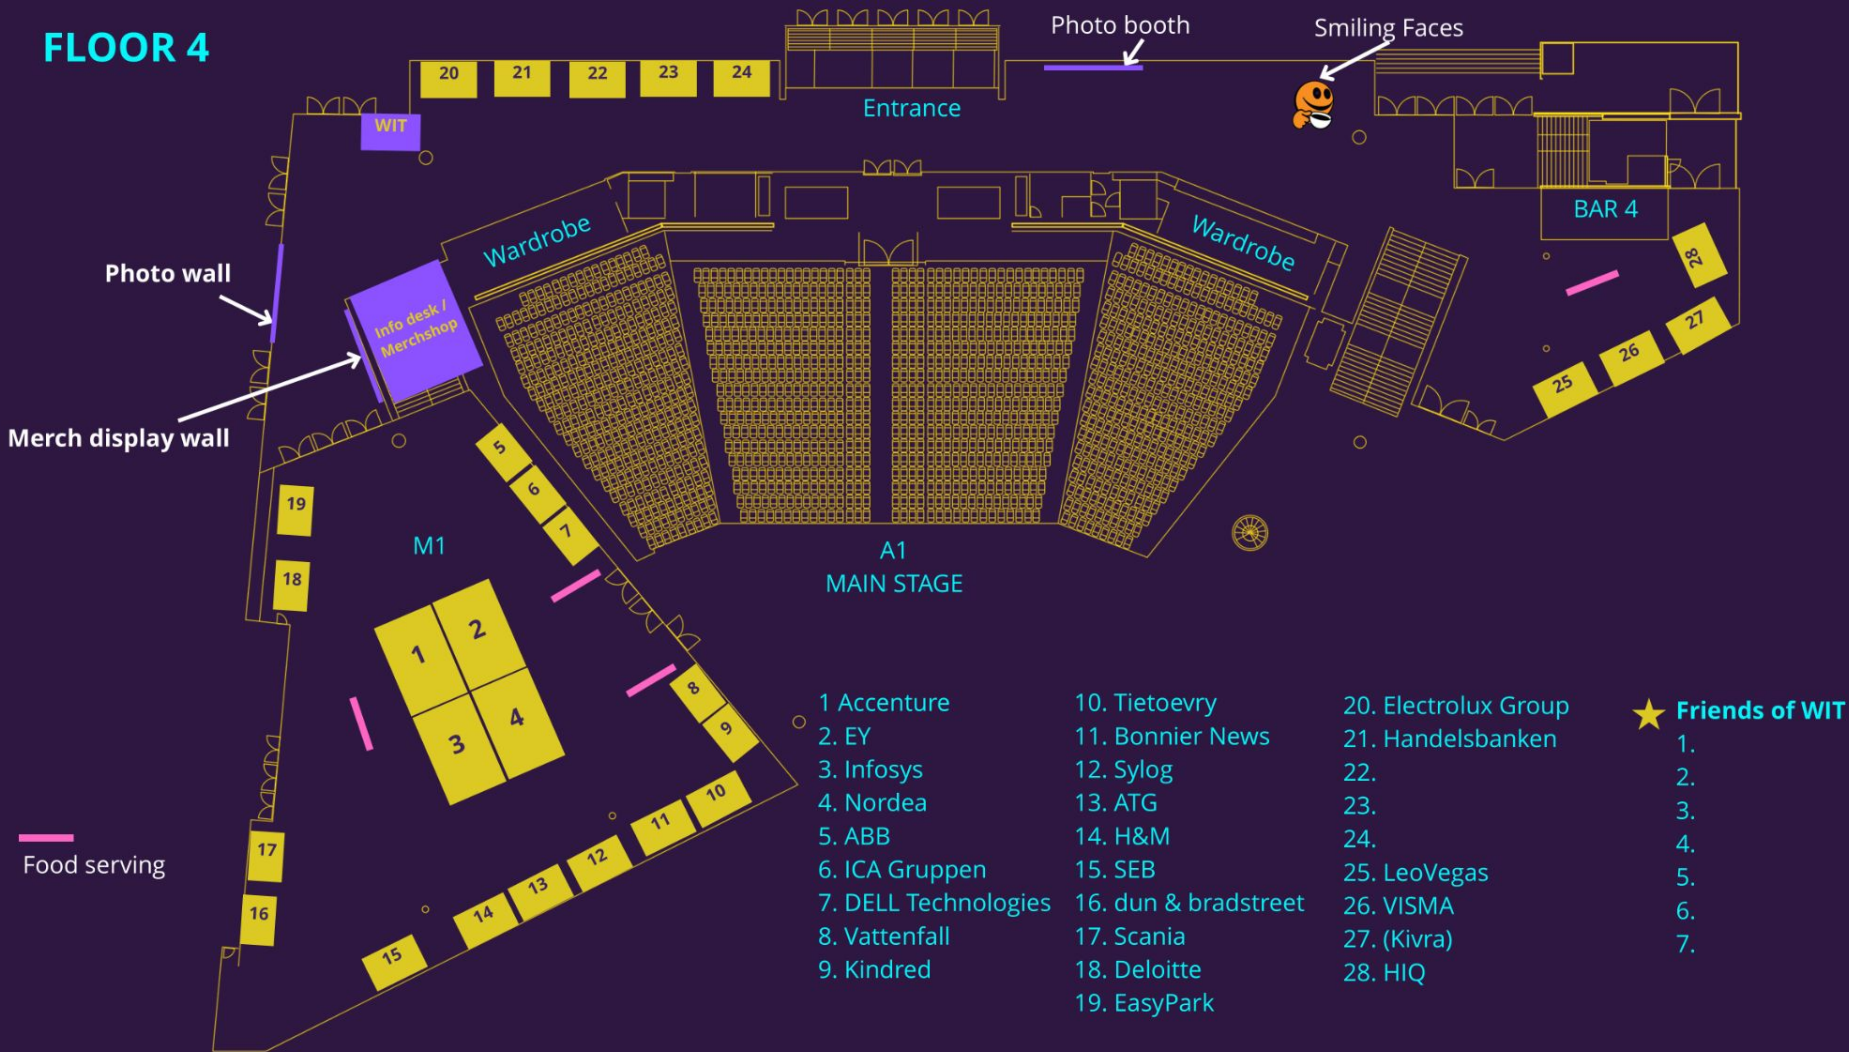 FLOOR 4
Photo booth
Smiling Faces
20
21
22
23
24
Entrance
WIT
BAR 4
Wardrobe
Wardrobe
28
Photo wall
Info desk /
Merchshop
27
26
25
Merch display wall
5
6
7
19
18
M1
A1
MAIN STAGE
1
2
3
4
8
9
10
11
12
13
14
15
17
16
Food serving
1 Accenture
2. EY
3. Infosys
4. Nordea
5. ABB
6. ICA Gruppen
7. DELL Technologies
8. Vattenfall
9. Kindred
10. Tietoevry
11. Bonnier News
12. Sylog
13. ATG
14. H&M
15. SEB
16. dun & bradstreet
17. Scania
18. Deloitte
19. EasyPark
20. Electrolux Group
21. Handelsbanken
22.
23.
24.
25. LeoVegas
26. VISMA
27. (Kivra)
28. HIQ
Friends of WIT
1.
2.
3.
4.
5.
6.
7.